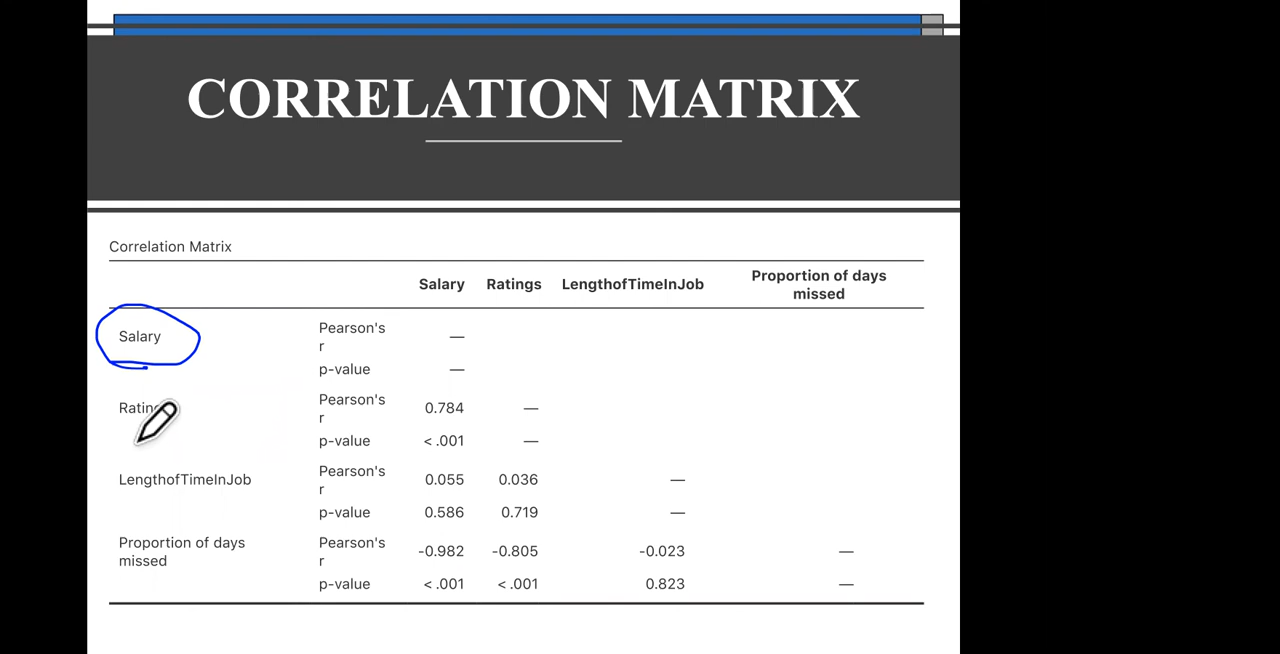 CORRELATION MATRIX
Correlation Matrix
Salary Ratings LengthofTimeInJob Proportion of days missed
Salary Pearson's r — 
p-value —
Pearson's r 0.784 —
p-value < .001 —
LengthofTimeInJob Pearson's r 0.055 0.036 —
p-value 0.586 0.719 —
Proportion of days missed Pearson's r -0.982 -0.805 -0.023 —
p-value < .001 < .001 0.823 —